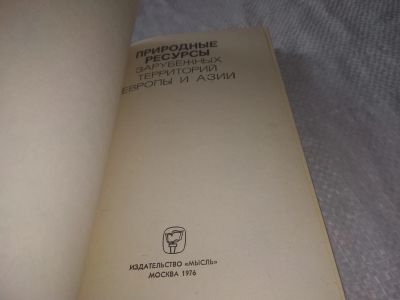 ПРИРОДНЫЕ
РЕСУРСЫ
ЗАРУБЕЖНЫХ
ТЕРРИТОРИЙ
ЕВРОПЫ И АЗИИ
ИЗДАТЕЛЬСТВО «МЫСЛЬ»
МОСКВА 1976